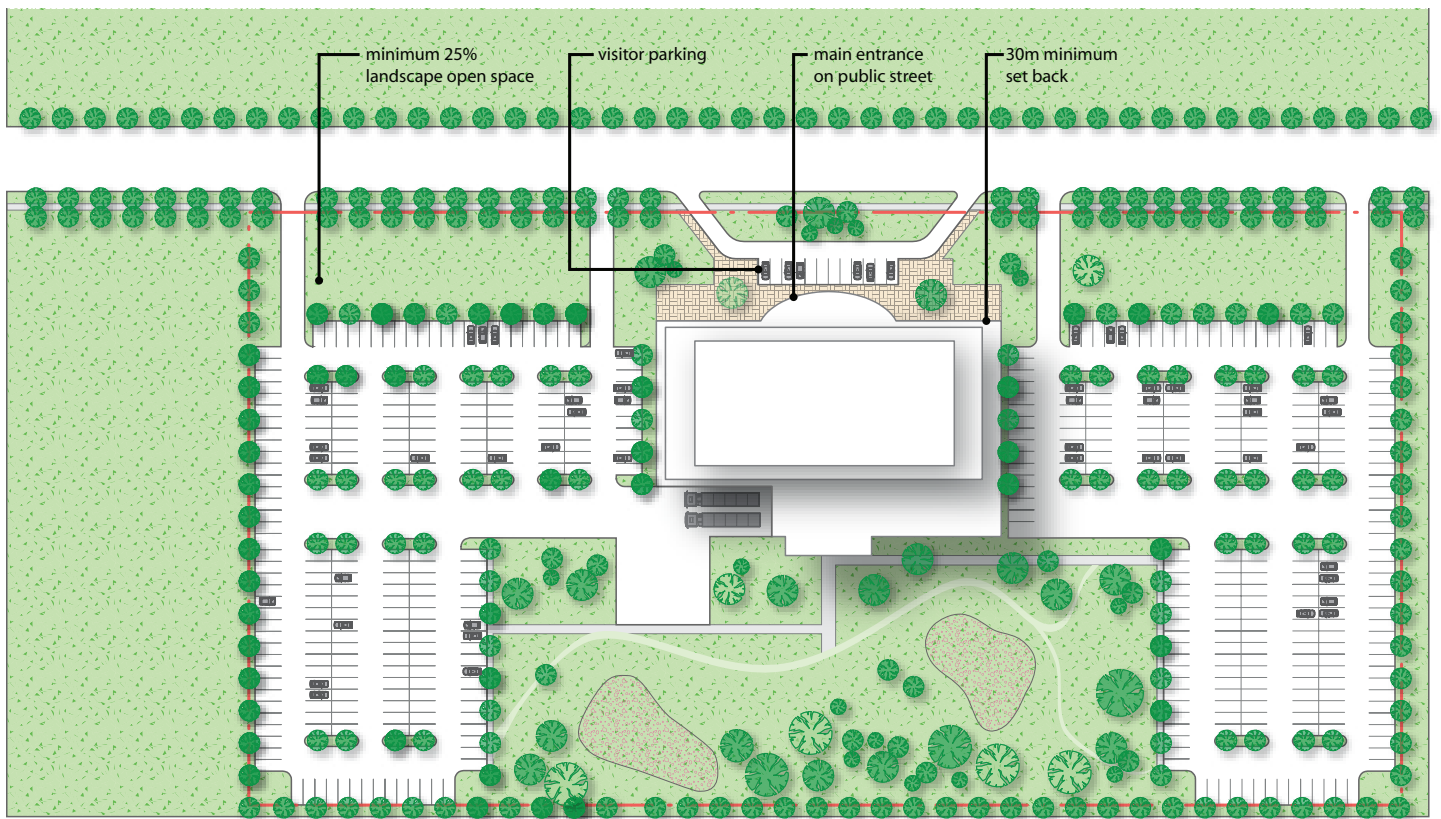 minimum 25%
landscape open space
visitor parking
main entrance
on public street
30m minimum
set back